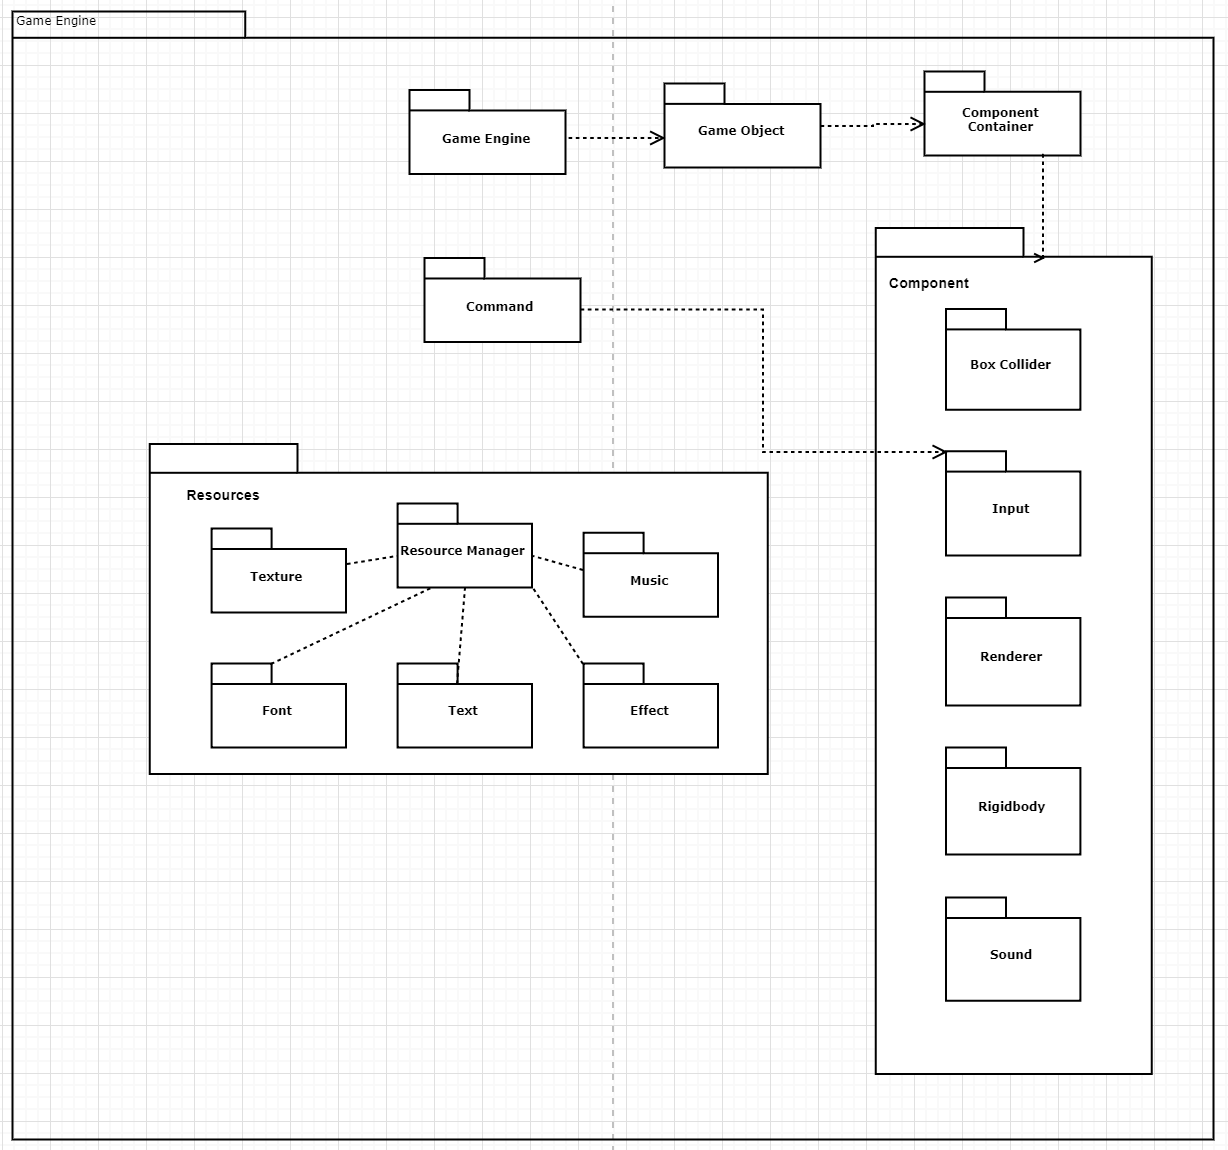 Game Engine
Game Engine
Game Object
Component
Container
Command
Component
Box Collider
Input
Renderer
Rigidbody
Sound
Resources
Texture
Resource Manager
Music
Font
Text
Effect